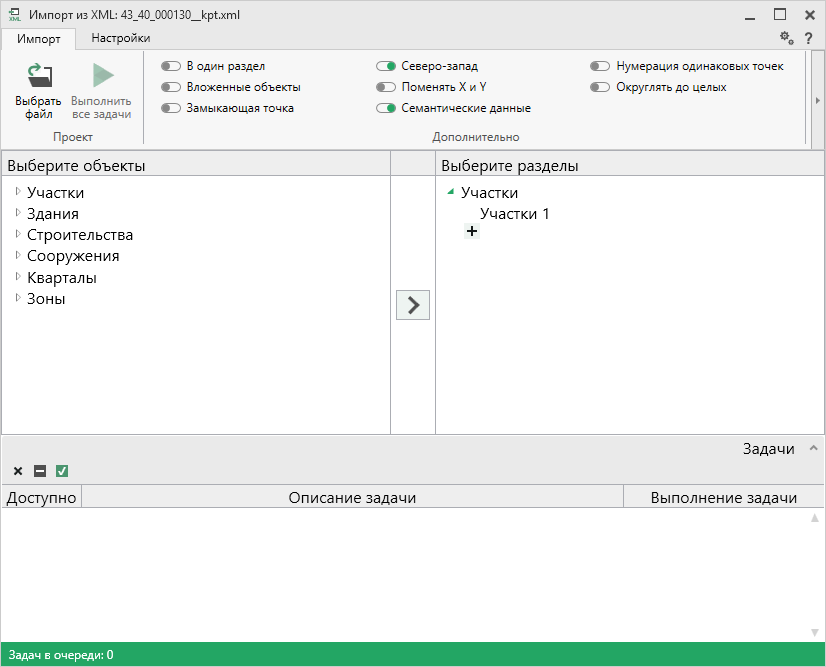 XML Импорт из XML: 43_40_000130__kpt.xml
Импорт Настройки ?
Выбрать файл
Выполнить все задачи
Проект
В один раздел
Вложенные объекты
Замыкающая точка
Северо-запад
Поменять X и Y
Семантические данные
Нумерация одинаковых точек
Округлять до целых
Дополнительно
Выберите объекты
Участки
Здания
Строительства
Сооружения
Кварталы
Зоны
Выберите разделы
Участки
Участки 1
Задачи
Доступно Описание задачи Выполнение задачи
Задач в очереди: 0